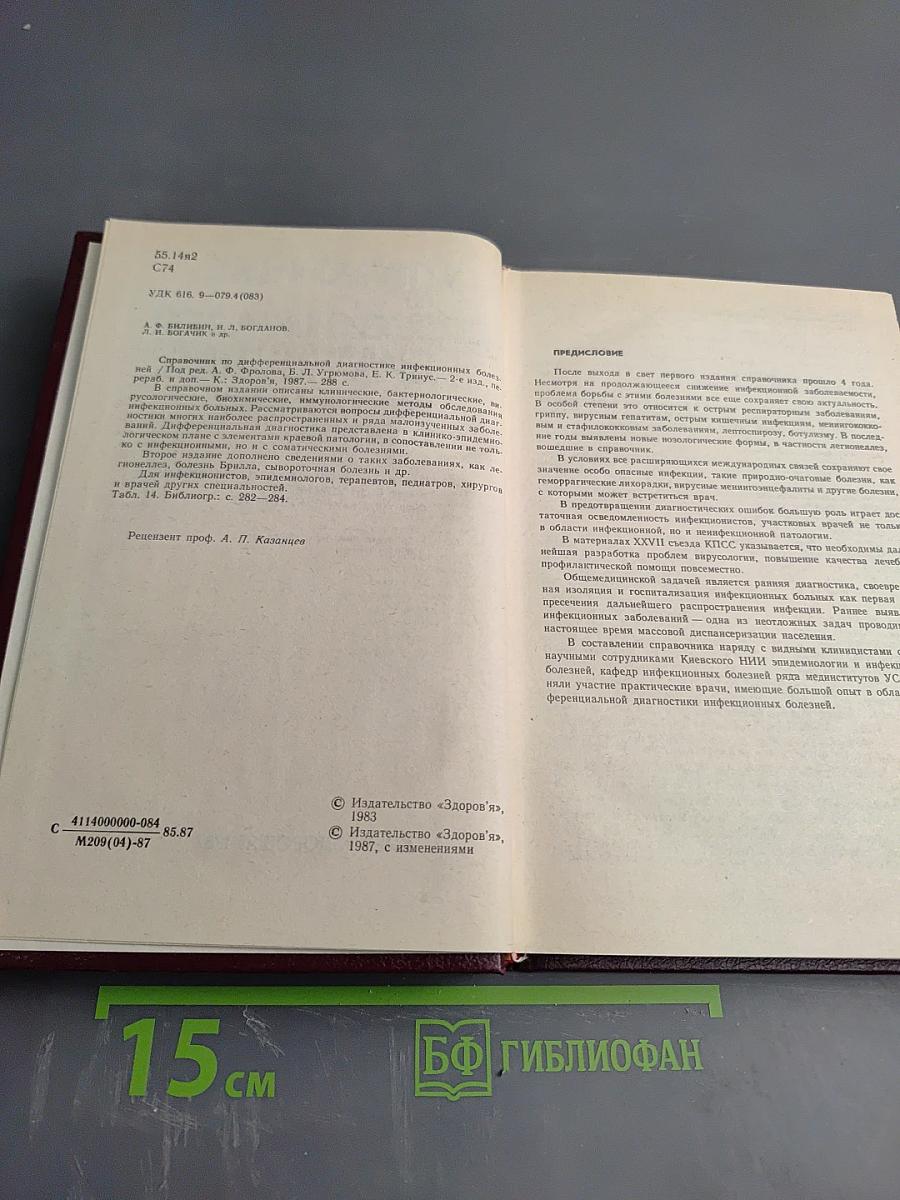 55.14я2
С74
УДК 616. 9—079.4(083)
А. Ф. БИЛИБИН, И. Л. БОГДАНОВ,
Л. И. БОГАЧИК и др.
Справочник по дифференциальной диагностике инфекционных болез-
ней / Под ред. А. Ф. Фролова, Б. Л. Угрюмова, Е. К. Тринус.— 2-е изд., пе-
рераб. и доп.— К.: Здоров'я, 1987.— 288 с.
В справочном издании описаны клинические, бактериологические, ви-
русологические, биохимические, иммунологические методы обследования
инфекционных больных. Рассматриваются вопросы дифференциальной диаг-
ностики многих наиболее распространенных и ряда малоизученных заболе-
ваний. Дифференциальная диагностика представлена в клинико-эпидемио-
логическом плане с элементами краевой патологии, в сопоставлении не толь-
ко с инфекционными, но и с соматическими болезнями.
Второе издание дополнено сведениями о таких заболеваниях, как ле-
гионеллез, болезнь Брилла, сывороточная болезнь и др.
Для инфекционистов, эпидемиологов, терапевтов, педиатров, хирургов
и врачей других специальностей.
Табл. 14. Библиогр.: с. 282—284.
Рецензент проф. А. П. Казанцев
С 4114000000-084
М209(04)-87 85.87
© Издательство «Здоров'я»,
1983
© Издательство «Здоров'я»,
1987, с изменениями
ПРЕДИСЛОВИЕ
После выхода в свет первого издания справочника прошло 4 года.
Несмотря на продолжающееся снижение инфекционной заболеваемости,
проблема борьбы с этими болезнями все еще сохраняет свою актуальность.
В особой степени это относится к острым респираторным заболеваниям,
гриппу, вирусным гепатитам, острым кишечным инфекциям, менингококко-
вым и стафилококковым заболеваниям, лептоспирозу, ботулизму. В послед-
ние годы выявлены новые нозологические формы, в частности легионеллез,
вошедшие в справочник.
В условиях все расширяющихся международных связей сохраняют свое
значение особо опасные инфекции, такие природно-очаговые болезни, как
геморрагические лихорадки, вирусные менингоэнцефалиты и другие болезни,
с которыми может встретиться врач.
В предотвращении диагностических ошибок большую роль играет дос
таточная осведомленность инфекционистов, участковых врачей не тольк
в области инфекционной, но и неинфекционной патологии.
В материалах XXVII съезда КПСС указывается, что необходимы дал
нейшая разработка проблем вирусологии, повышение качества лечеб
профилактической помощи повсеместно.
Общемедицинской задачей является ранняя диагностика, своевре
ная изоляция и госпитализация инфекционных больных как первая
пресечения дальнейшего распространения инфекции. Раннее выяв
инфекционных заболеваний — одна из неотложных задач проводи
настоящее время массовой диспансеризации населения.
В составлении справочника наряду с видными клиницистами
научными сотрудниками Киевского НИИ эпидемиологии и инфекц
болезней, кафедр инфекционных болезней ряда мединститутов УС
няли участие практические врачи, имеющие большой опыт в обла
ференциальной диагностики инфекционных болезней.
15 см
БФ ГИБЛИОФАН